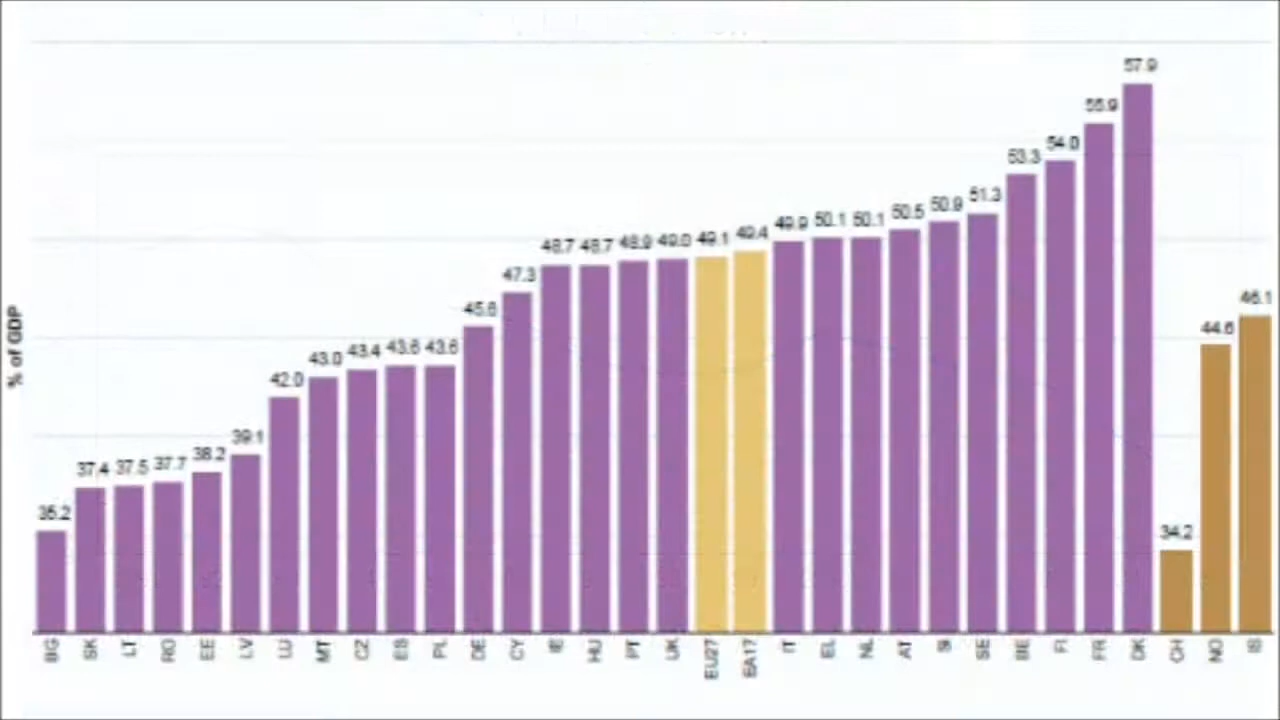 % of GDP
35.2
37.4
37.5
37.7
38.2
39.1
42.0
43.0
43.4
43.6
43.6
45.6
47.3
48.7
48.7
48.9
49.0
49.1
49.4
49.9
50.1
50.1
50.5
50.9
51.3
53.3
54.0
55.9
57.9
34.2
44.6
46.1
BG
SK
LT
RO
EE
LV
LU
MT
CZ
ES
PL
DE
CY
IE
HU
PT
UK
EU27
EA17
IT
EL
NL
AT
SI
SE
BE
FI
FR
DK
CH
NO
IS